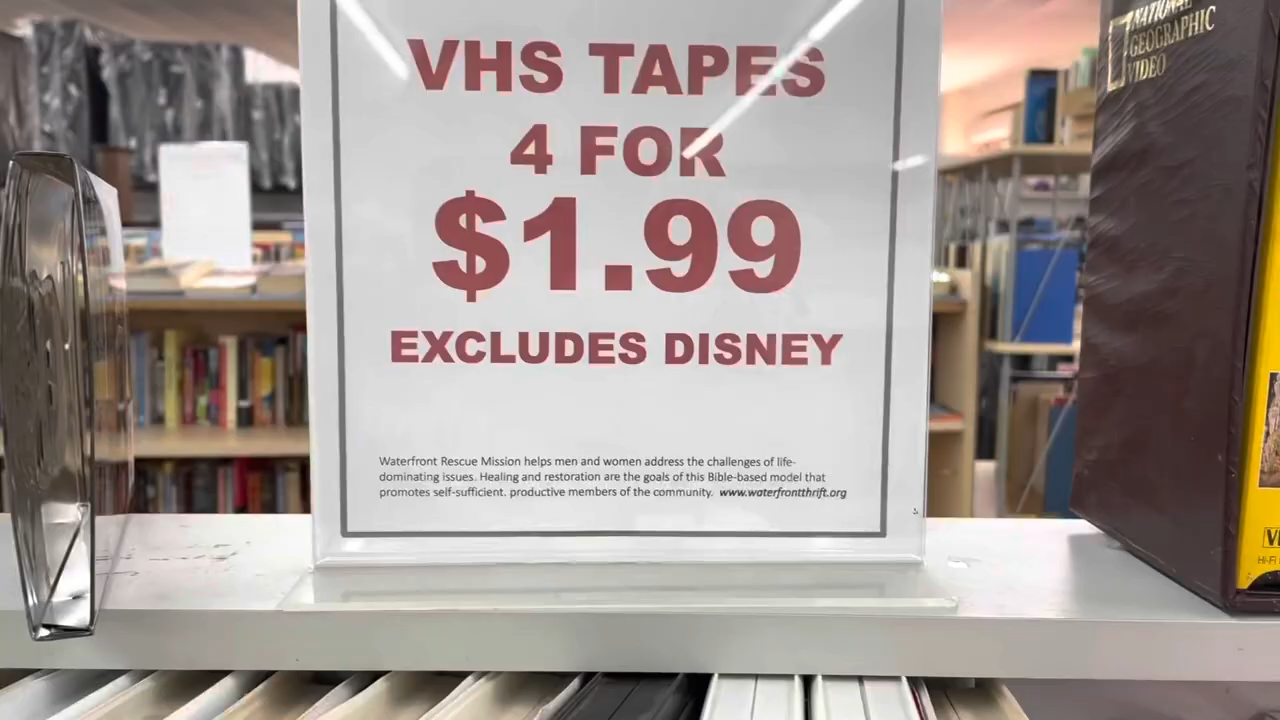 VHS TAPES
4 FOR
$1.99
EXCLUDES DISNEY
Waterfront Rescue Mission helps men and women address the challenges of life-
dominating issues. Healing and restoration are the goals of this Bible-based model that
promotes self-sufficient. productive members of the community. www.waterfrontthrift.org
NATIONAL
GEOGRAPHIC
VIDEO